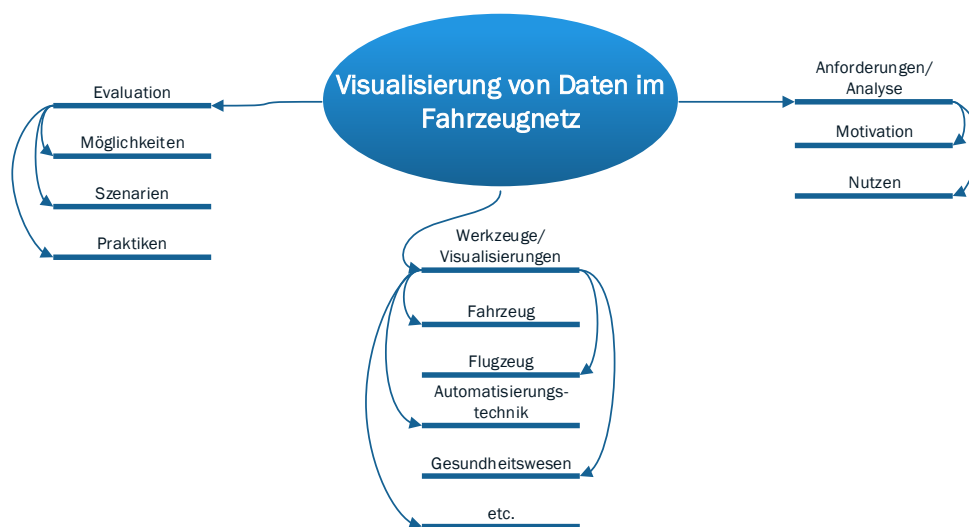 Visualisierung von Daten im
Fahrzeugnetz
Evaluation
Möglichkeiten
Szenarien
Praktiken
Anforderungen/
Analyse
Motivation
Nutzen
Werkzeuge/
Visualisierungen
Fahrzeug
Flugzeug
Automatisierungs-
technik
Gesundheitswesen
etc.